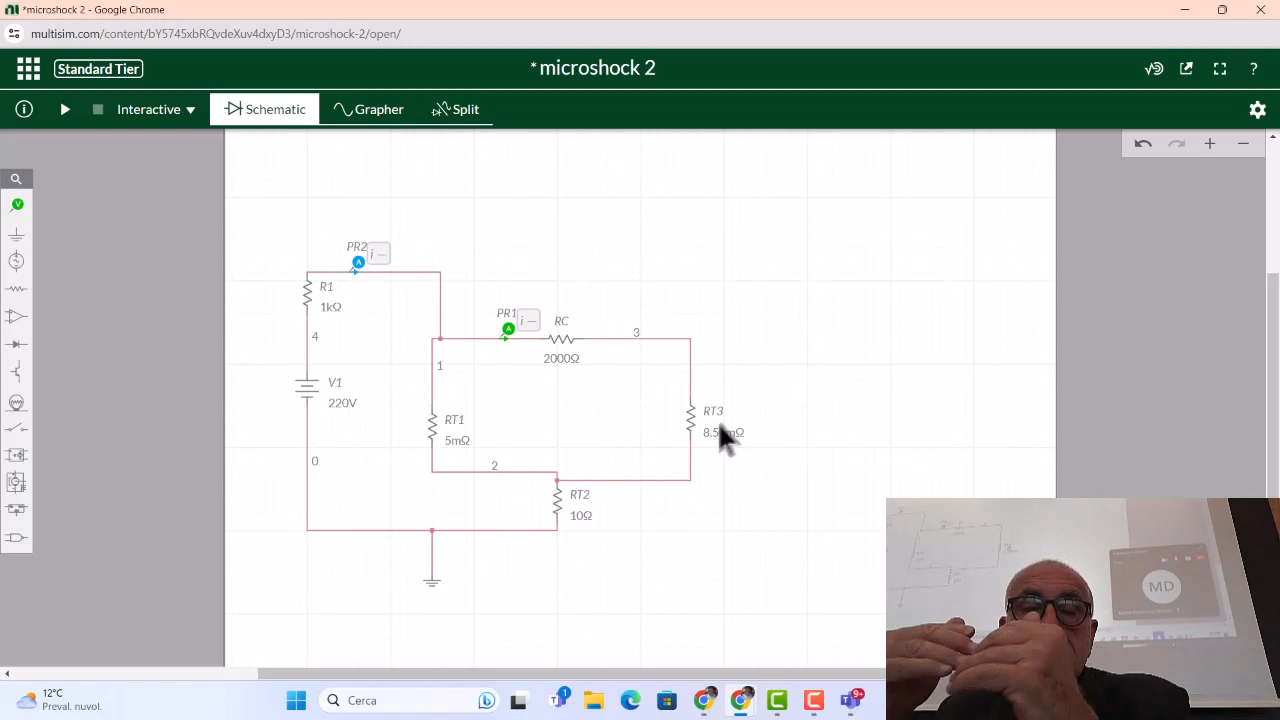 *microshock 2 - Google Chrome
multisim.com/content/bY5745xbRQvdeXuv4dxyD3/microshock-2/open/
Standard Tier
*microshock 2
Interactive
Schematic
Grapher
Split
PR2
A
i --
R1
1kΩ
PR1
A
i --
RC
2000Ω
3
4
1
V1
220V
RT1
5mΩ
RT3
2
0
RT2
10Ω
MD
12°C
Preval. nuvol.
Cerca
1
9+